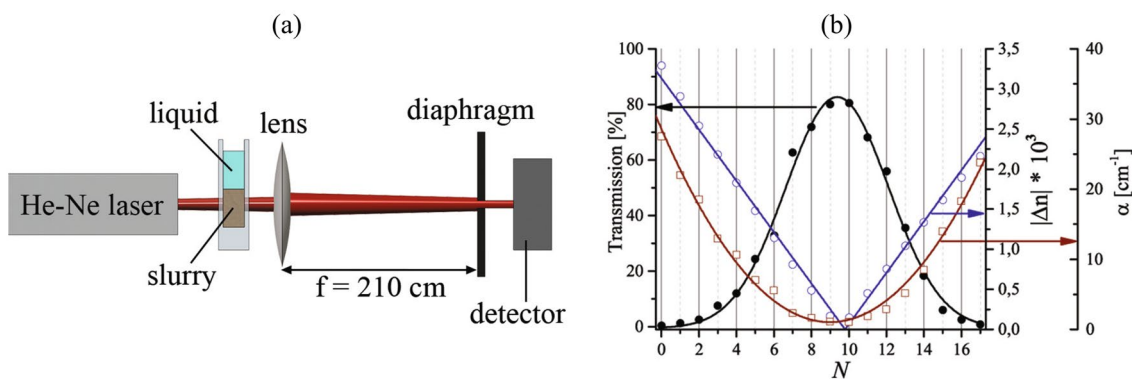 (a)
liquid
lens
diaphragm
He-Ne laser
slurry
f = 210 cm
detector
(b)
Transmission [%]
100
80
60
40
20
0
0 2 4 6 8 10 12 14 16
N
3,5
3,0
2,5
2,0
1,5
1,0
0,5
0,0
|Δn| * 10³
40
30
20
10
0
α [cm⁻¹]